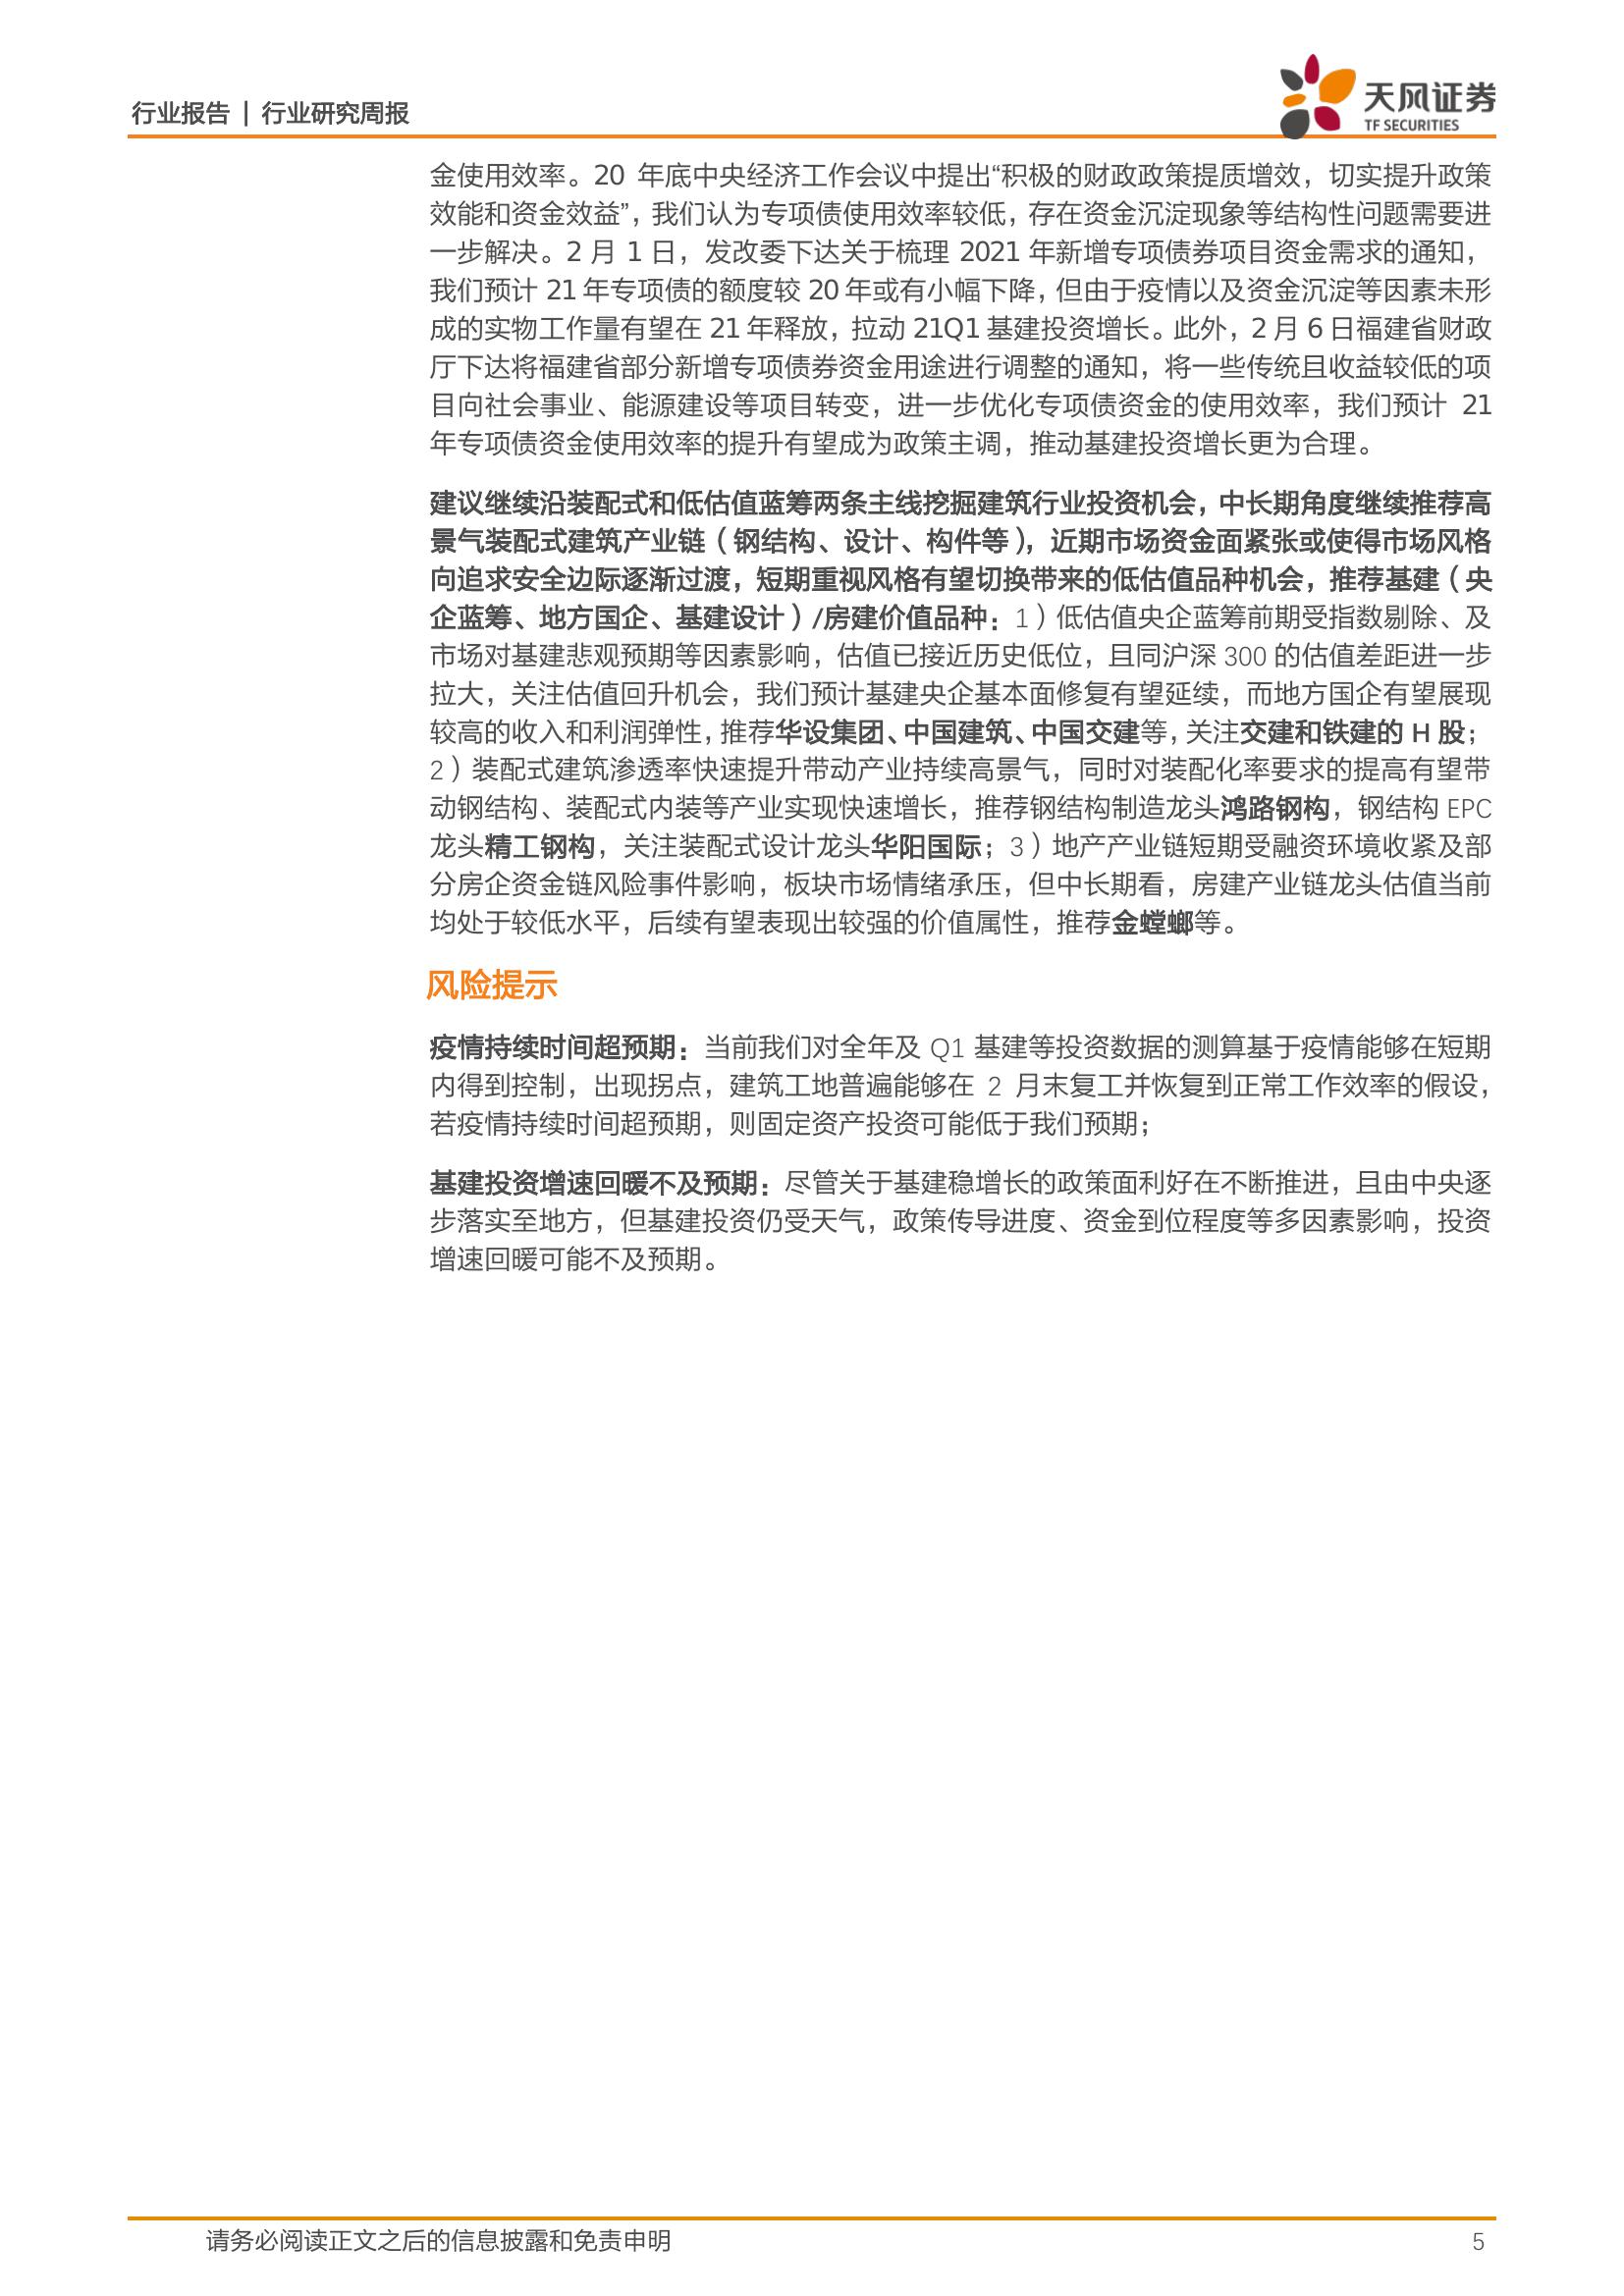 行业报告 | 行业研究周报
天风证券
TF SECURITIES
金使用效率。20 年底中央经济工作会议中提出“积极的财政政策提质增效，切实提升政策
效能和资金效益”，我们认为专项债使用效率较低，存在资金沉淀现象等结构性问题需要进
一步解决。2 月 1 日，发改委下达关于梳理 2021 年新增专项债券项目资金需求的通知，
我们预计 21 年专项债的额度较 20 年或有小幅下降，但由于疫情以及资金沉淀等因素未形
成的实物工作量有望在 21 年释放，拉动 21Q1 基建投资增长。此外，2 月 6 日福建省财政
厅下达将福建省部分新增专项债券资金用途进行调整的通知，将一些传统且收益较低的项
目向社会事业、能源建设等项目转变，进一步优化专项债资金的使用效率，我们预计 21
年专项债资金使用效率的提升有望成为政策主调，推动基建投资增长更为合理。
建议继续沿装配式和低估值蓝筹两条主线挖掘建筑行业投资机会，中长期角度继续推荐高
景气装配式建筑产业链（钢结构、设计、构件等），近期市场资金面紧张或使得市场风格
向追求安全边际逐渐过渡，短期重视风格有望切换带来的低估值品种机会，推荐基建（央
企蓝筹、地方国企、基建设计）/房建价值品种：1）低估值央企蓝筹前期受指数剔除、及
市场对基建悲观预期等因素影响，估值已接近历史低位，且同沪深 300 的估值差距进一步
拉大，关注估值回升机会，我们预计基建央企基本面修复有望延续，而地方国企有望展现
较高的收入和利润弹性，推荐华设集团、中国建筑、中国交建等，关注交建和铁建的 H 股；
2）装配式建筑渗透率快速提升带动产业持续高景气，同时对装配化率要求的提高有望带
动钢结构、装配式内装等产业实现快速增长，推荐钢结构制造龙头鸿路钢构，钢结构 EPC
龙头精工钢构，关注装配式设计龙头华阳国际；3）地产产业链短期受融资环境收紧及部
分房企资金链风险事件影响，板块市场情绪承压，但中长期看，房建产业链龙头估值当前
均处于较低水平，后续有望表现出较强的价值属性，推荐金螳螂等。
风险提示
疫情持续时间超预期：当前我们对全年及 Q1 基建等投资数据的测算基于疫情能够在短期
内得到控制，出现拐点，建筑工地普遍能够在 2 月末复工并恢复到正常工作效率的假设，
若疫情持续时间超预期，则固定资产投资可能低于我们预期；
基建投资增速回暖不及预期：尽管关于基建稳增长的政策面利好在不断推进，且由中央逐
步落实至地方，但基建投资仍受天气，政策传导进度、资金到位程度等多因素影响，投资
增速回暖可能不及预期。
请务必阅读正文之后的信息披露和免责申明
5